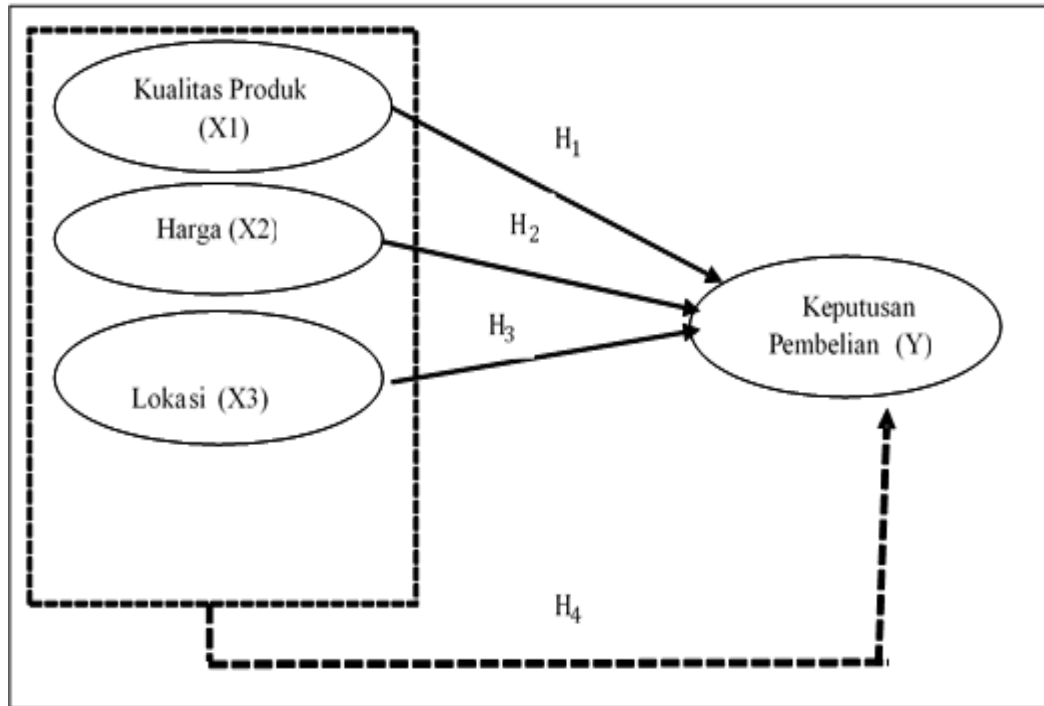 Kualitas Produk
(X1)
H₁
Harga (X2)
H₂
Keputusan
Pembelian (Y)
H₃
Lokasi (X3)
H₄